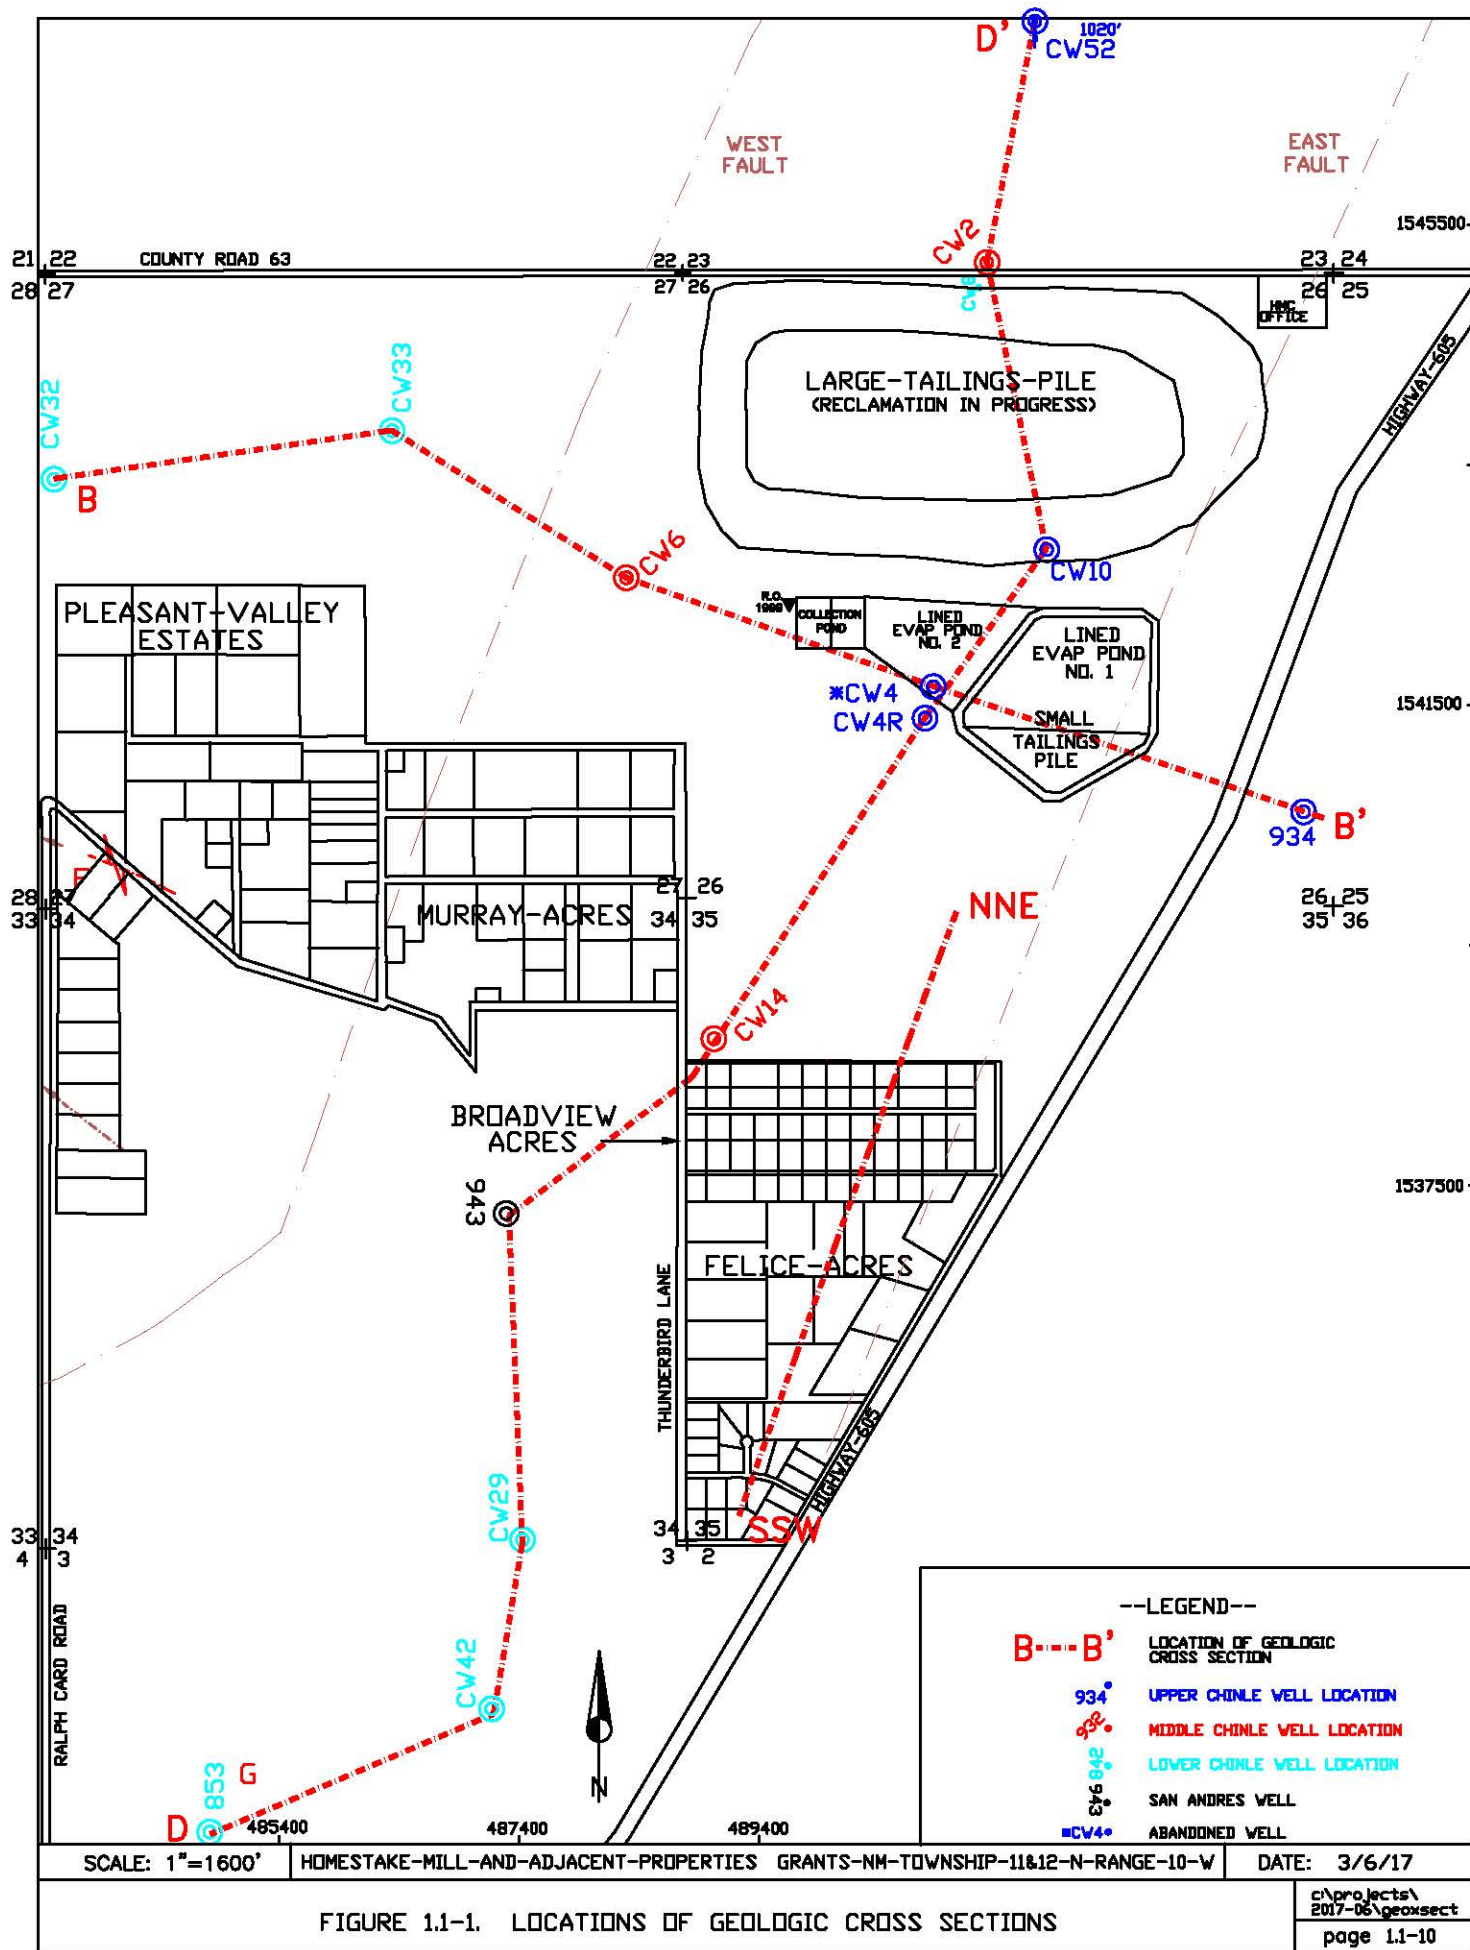 D'
1020'
CW52
WEST
FAULT
EAST
FAULT
1545500
CW2
21 22
28 27
COUNTY ROAD 63
22 23
27 26
23 24
26 25
CW8
HMC
OFFICE
HIGHWAY-605
LARGE-TAILINGS-PILE
(RECLAMATION IN PROGRESS)
CW32
CW33
B
CW6
CW10
PLEASANT-VALLEY
ESTATES
R.O.
1999
COLLECTION
POND
LINED
EVAP POND
NO. 2
LINED
EVAP POND
NO. 1
*CW4
CW4R
SMALL
TAILINGS
PILE
1541500
934
B'
F
28 27
33 34
MURRAY-ACRES
27 26
34 35
NNE
26 25
35 36
CW14
BROADVIEW
ACRES
943
1537500
FELICE-ACRES
THUNDERBIRD LANE
HIGHWAY-605
CW29
SSW
33 34
4 3
34 35
3 2
RALPH CARD ROAD
CW42
853
G
D
N
485400
487400
489400
--LEGEND--
B B'
LOCATION OF GEOLOGIC
CROSS SECTION
934
UPPER CHINLE WELL LOCATION
932
MIDDLE CHINLE WELL LOCATION
842
LOWER CHINLE WELL LOCATION
943
SAN ANDRES WELL
*CW4
ABANDONED WELL
SCALE: 1"=1600'
HOMESTAKE-MILL-AND-ADJACENT-PROPERTIES GRANTS-NM-TOWNSHIP-11&12-N-RANGE-10-W
DATE: 3/6/17
FIGURE 1.1-1. LOCATIONS OF GEOLOGIC CROSS SECTIONS
c:\projects\
2017-06\geoxsect
page 1.1-10